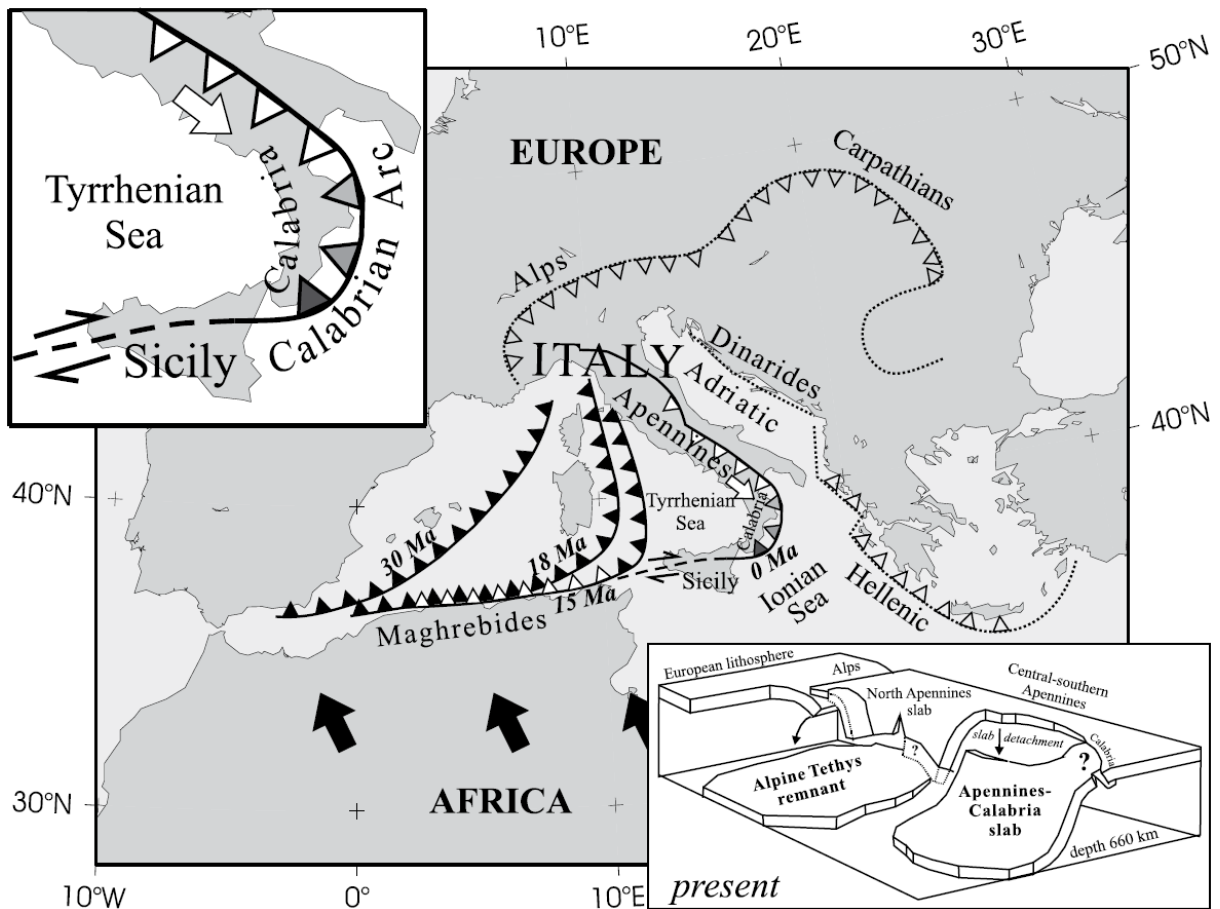 10°E
20°E
30°E
50°N
EUROPE
Carpathians
Tyrrhenian
Sea
Calabria
Calabrian Arc
Sicily
Alps
ITALY
Dinarides
Adriatic
Apennines
40°N
40°N
Tyrrhenian
Sea
Calabria
30 Ma
18 Ma
15 Ma
0 Ma
Sicily
Ionian
Sea
Hellenic
Maghrebides
AFRICA
30°N
10°W
0°
10°E
European lithosphere
Alps
Central-southern
Apennines
North Apennines
slab
?
slab detachment
Calabria
?
Alpine Tethys
remnant
Apennines-
Calabria
slab
depth 660 km
present